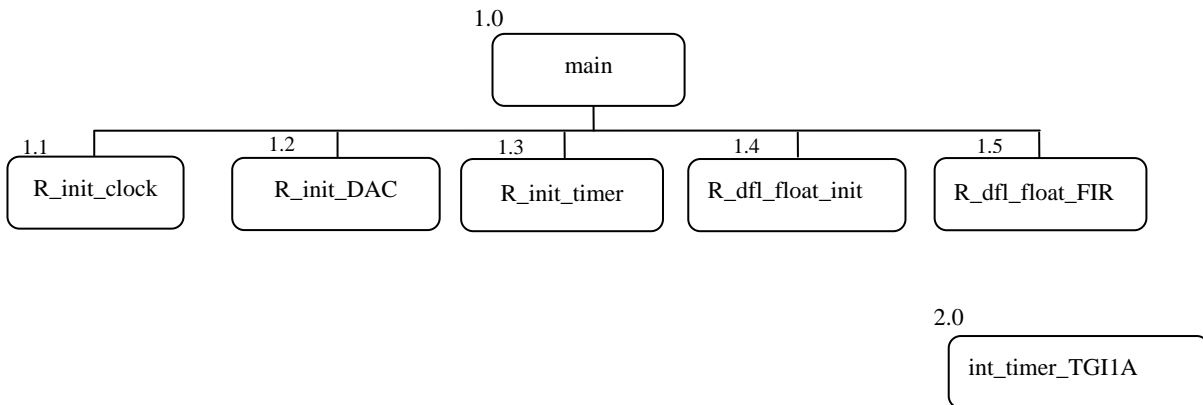 1.0
main
1.1
1.2
1.3
1.4
1.5
R_init_clock
R_init_DAC
R_init_timer
R_dfl_float_init
R_dfl_float_FIR
2.0
int_timer_TGI1A